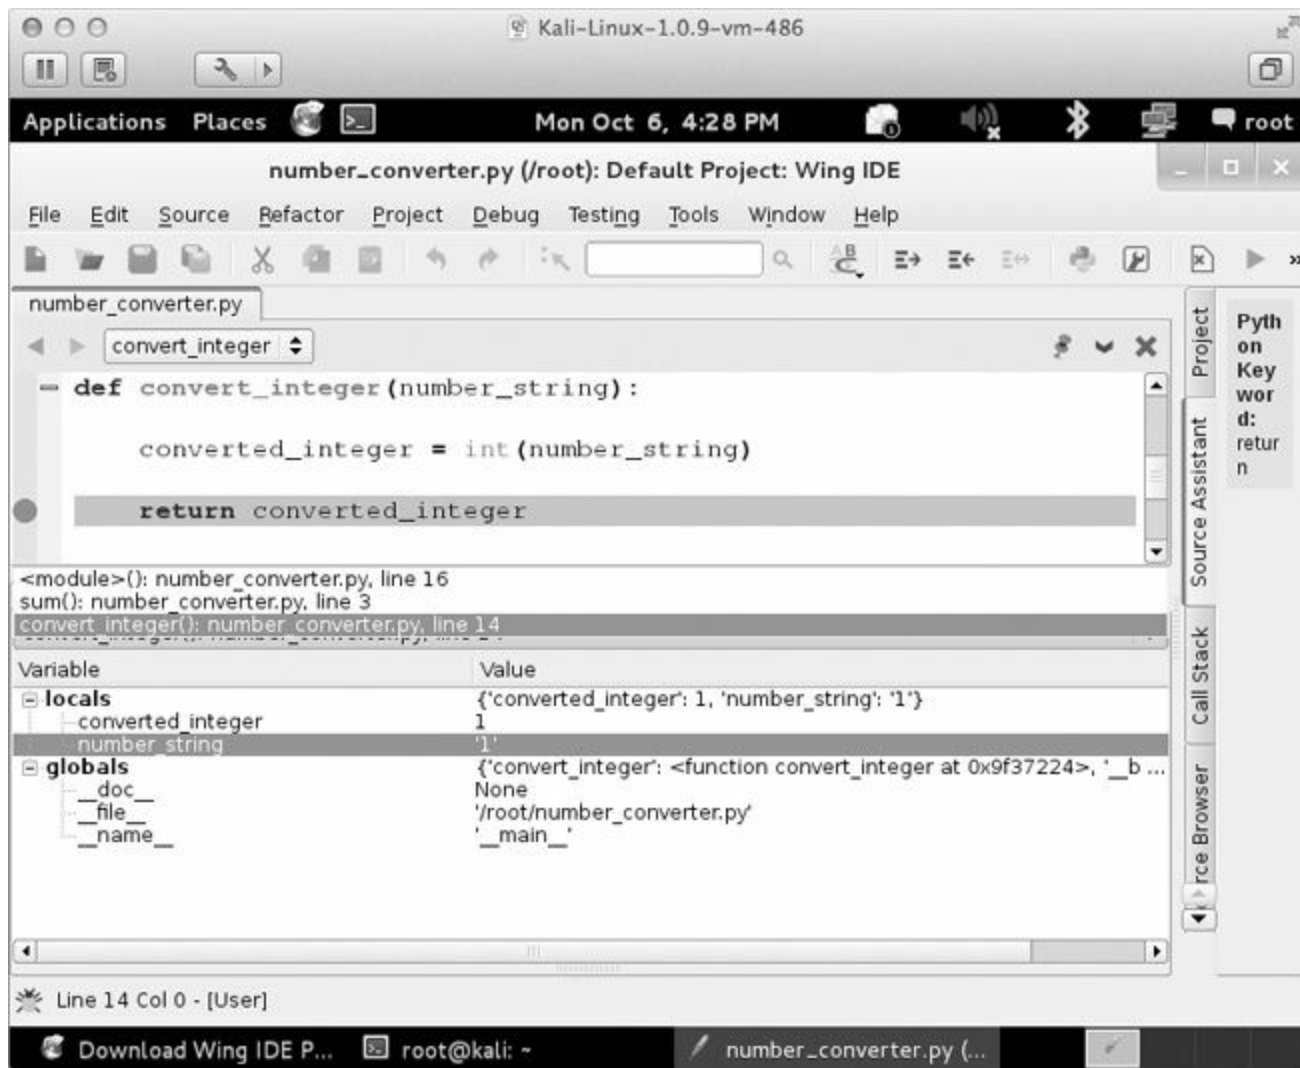 Kali-Linux-1.0.9-vm-486
Applications Places Mon Oct 6, 4:28 PM root
number_converter.py (/root): Default Project: Wing IDE
File Edit Source Refactor Project Debug Testing Tools Window Help
number_converter.py
convert_integer
def convert_integer(number_string):
converted_integer = int(number_string)
return converted_integer
<module>(): number_converter.py, line 16
sum(): number_converter.py, line 3
convert_integer(): number_converter.py, line 14
Variable Value
locals {'converted_integer': 1, 'number_string': '1'}
converted_integer 1
number_string '1'
globals {'convert_integer': <function convert_integer at 0x9f37224>, '__b ...
__doc__ None
__file__ '/root/number_converter.py'
__name__ '__main__'
Project
Source Assistant
Call Stack
rce Browser
Pyth
on
Key
wor
d:
retur
n
Line 14 Col 0 - [User]
Download Wing IDE P... root@kali: ~ number_converter.py (...